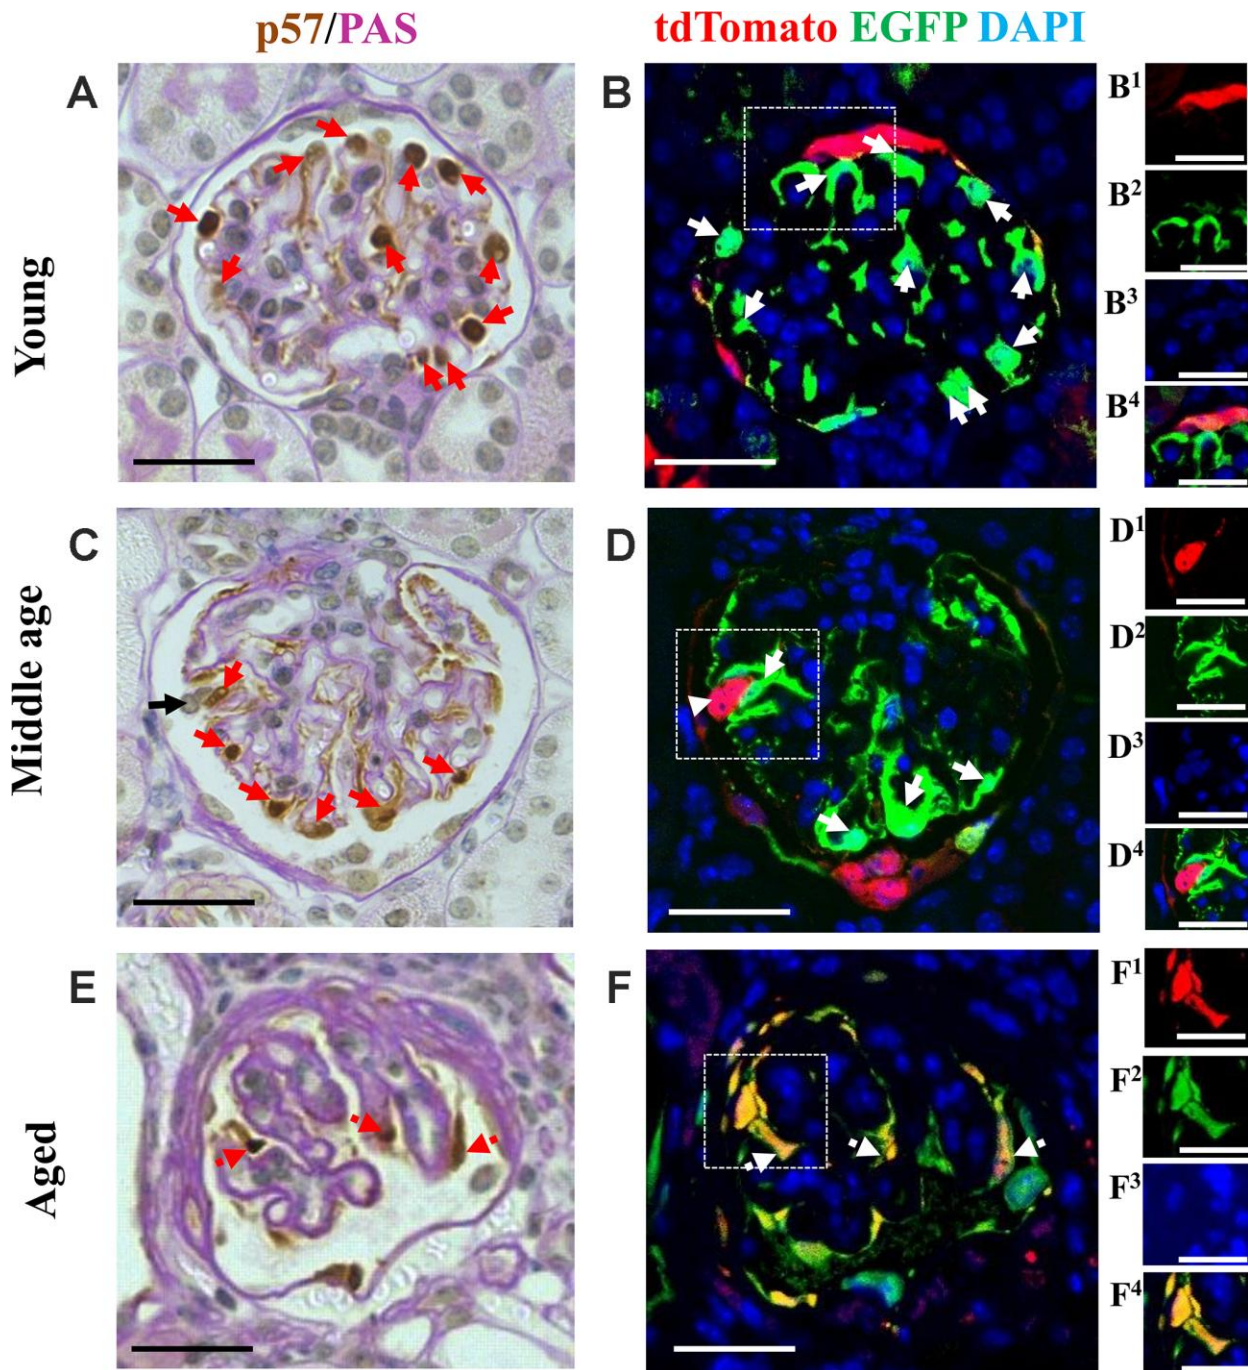 p57/PAS
tdTomato EGFP DAPI
Young
A
B
B1
B2
B3
B4
Middle age
C
D
D1
D2
D3
D4
Aged
E
F
F1
F2
F3
F4